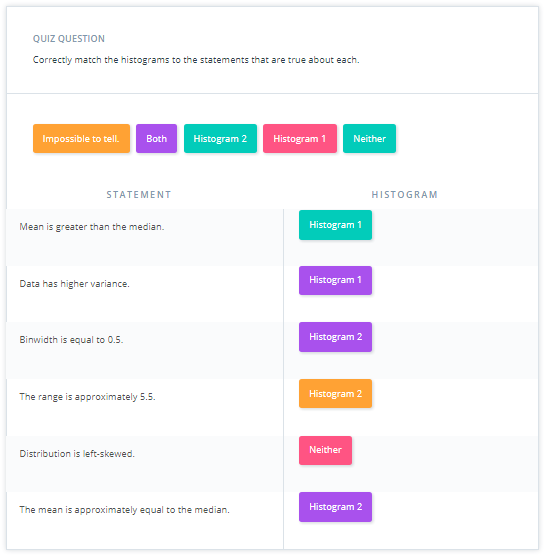 QUIZ QUESTION
Correctly match the histograms to the statements that are true about each.
Impossible to tell. Both Histogram 2 Histogram 1 Neither
STATEMENT HISTOGRAM
Mean is greater than the median. Histogram 1
Data has higher variance. Histogram 1
Binwidth is equal to 0.5. Histogram 2
The range is approximately 5.5. Histogram 2
Distribution is left-skewed. Neither
The mean is approximately equal to the median. Histogram 2